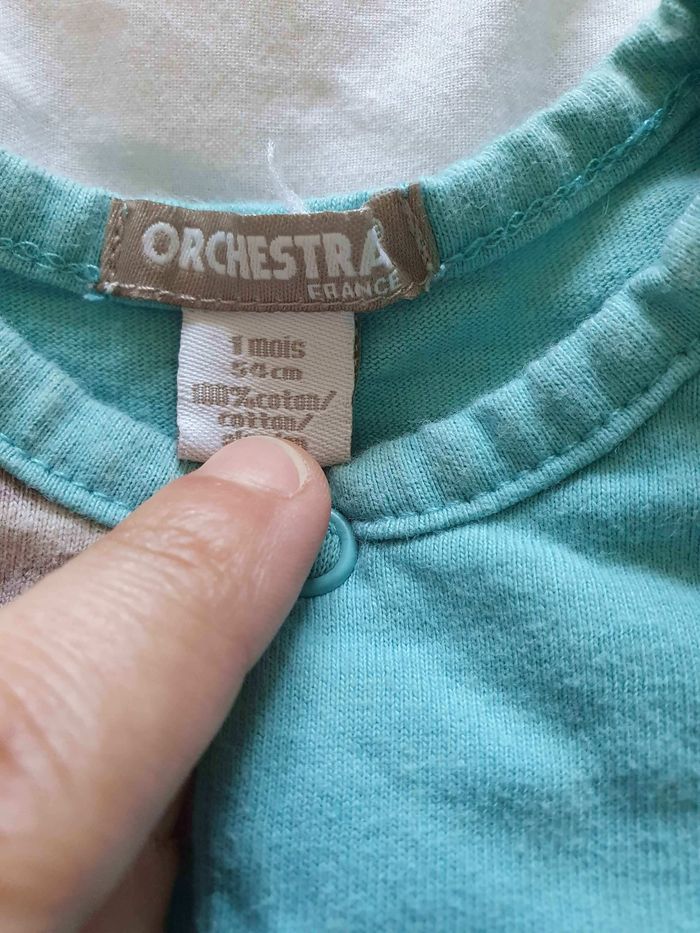 ORCHESTRA
FRANCE
1 mois
54 cm
100% coton/
cotton/